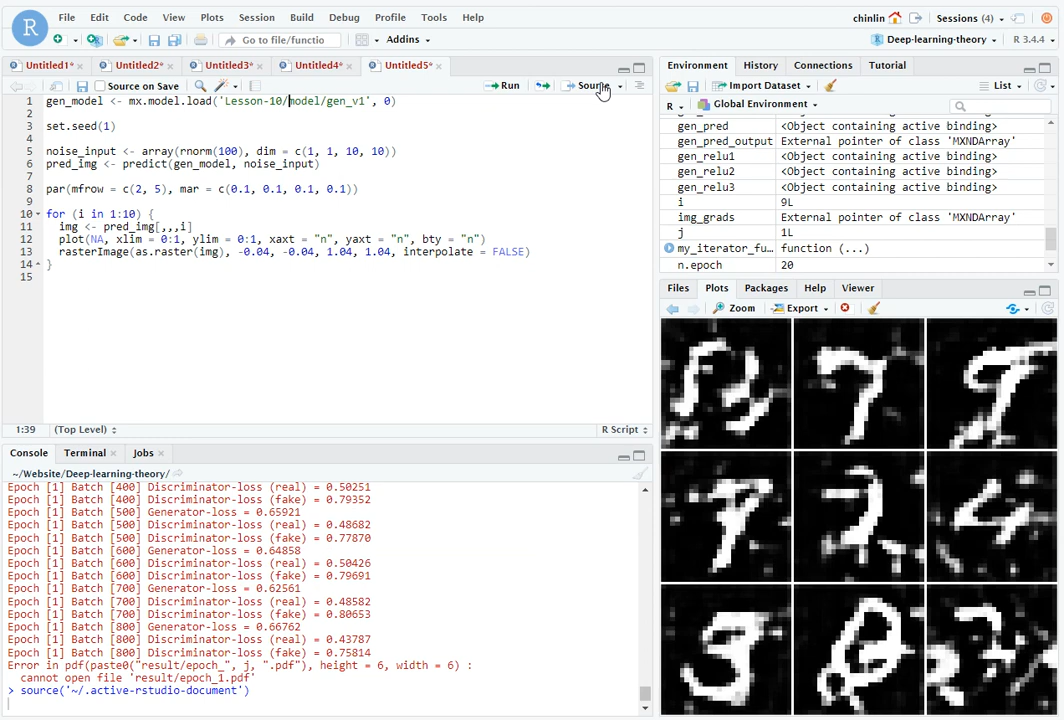 File Edit Code View Plots Session Build Debug Profile Tools Help
chinlin Sessions (4)
Go to file/functio Addins
Deep-learning-theory R 3.4.4
Untitled1* Untitled2* Untitled3* Untitled4* Untitled5*
Source on Save Run Source
1 gen_model <- mx.model.load('Lesson-10/model/gen_v1', 0)
2
3 set.seed(1)
4
5 noise_input <- array(rnorm(100), dim = c(1, 1, 10, 10))
6 pred_img <- predict(gen_model, noise_input)
7
8 par(mfrow = c(2, 5), mar = c(0.1, 0.1, 0.1, 0.1))
9
10 for (i in 1:10) {
11 img <- pred_img[,,,i]
12 plot(NA, xlim = 0:1, ylim = 0:1, xaxt = "n", yaxt = "n", bty = "n")
13 rasterImage(as.raster(img), -0.04, -0.04, 1.04, 1.04, interpolate = FALSE)
14 }
15
1:39 (Top Level) R Script
Console Terminal Jobs
~/Website/Deep-learning-theory/
Epoch [1] Batch [400] Discriminator-loss (real) = 0.50251
Epoch [1] Batch [400] Discriminator-loss (fake) = 0.79352
Epoch [1] Batch [500] Generator-loss = 0.65921
Epoch [1] Batch [500] Discriminator-loss (real) = 0.48682
Epoch [1] Batch [500] Discriminator-loss (fake) = 0.77870
Epoch [1] Batch [600] Generator-loss = 0.64858
Epoch [1] Batch [600] Discriminator-loss (real) = 0.50426
Epoch [1] Batch [600] Discriminator-loss (fake) = 0.79691
Epoch [1] Batch [700] Generator-loss = 0.62561
Epoch [1] Batch [700] Discriminator-loss (real) = 0.48582
Epoch [1] Batch [700] Discriminator-loss (fake) = 0.80653
Epoch [1] Batch [800] Generator-loss = 0.66762
Epoch [1] Batch [800] Discriminator-loss (real) = 0.43787
Epoch [1] Batch [800] Discriminator-loss (fake) = 0.75814
Error in pdf(paste0("result/epoch_", j, ".pdf"), height = 6, width = 6) :
cannot open file 'result/epoch_1.pdf'
> source('~/.active-rstudio-document')
Environment History Connections Tutorial
Import Dataset List
R Global Environment
gen_pred <Object containing active binding>
gen_pred_output External pointer of class 'MXNDArray'
gen_relu1 <Object containing active binding>
gen_relu2 <Object containing active binding>
gen_relu3 <Object containing active binding>
i 9L
img_grads External pointer of class 'MXNDArray'
j 1L
my_iterator_fu… function (...)
n.epoch 20
Files Plots Packages Help Viewer
Zoom Export